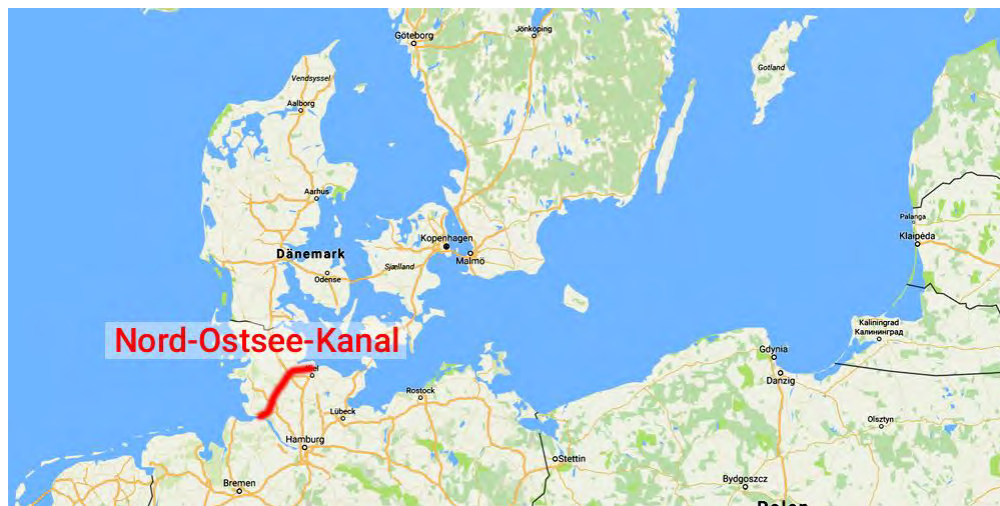 Göteborg
Jönköping
Gotland
Vendsyssel
Aalborg
Aarhus
Palanga
Klaipėda
Kopenhagen
Dänemark
Malmö
Sjælland
Odense
Kaliningrad
Калининград
Nord-Ostsee-Kanal
Gdynia
Danzig
Rostock
Lübeck
Olsztyn
Hamburg
Stettin
Bydgoszcz
Bremen